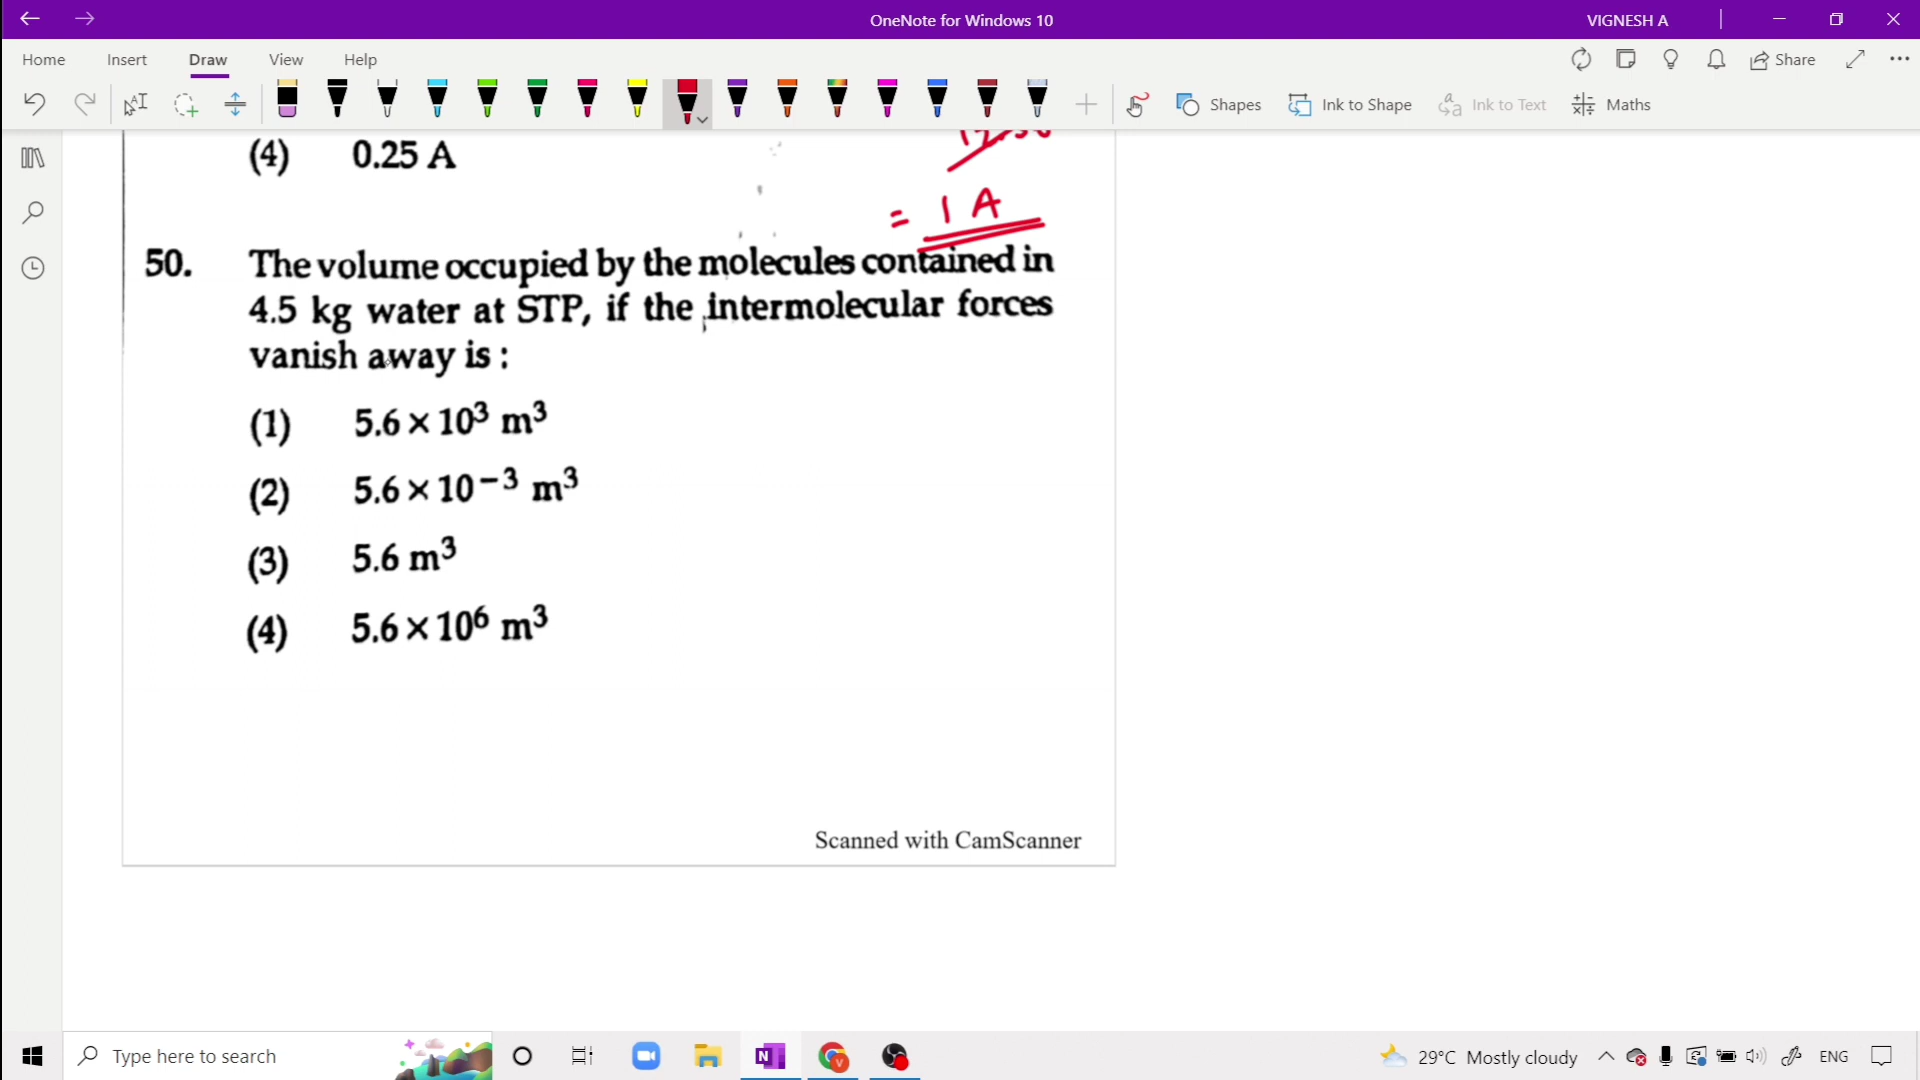 OneNote for Windows 10
VIGNESH A
Home Insert Draw View Help
Share
Shapes Ink to Shape Ink to Text Maths
(4) 0.25 A
= 1 A
50. The volume occupied by the molecules contained in
4.5 kg water at STP, if the intermolecular forces
vanish away is :
(1) 5.6 × 10³ m³
(2) 5.6 × 10⁻³ m³
(3) 5.6 m³
(4) 5.6 × 10⁶ m³
Scanned with CamScanner
Type here to search
29°C Mostly cloudy
ENG